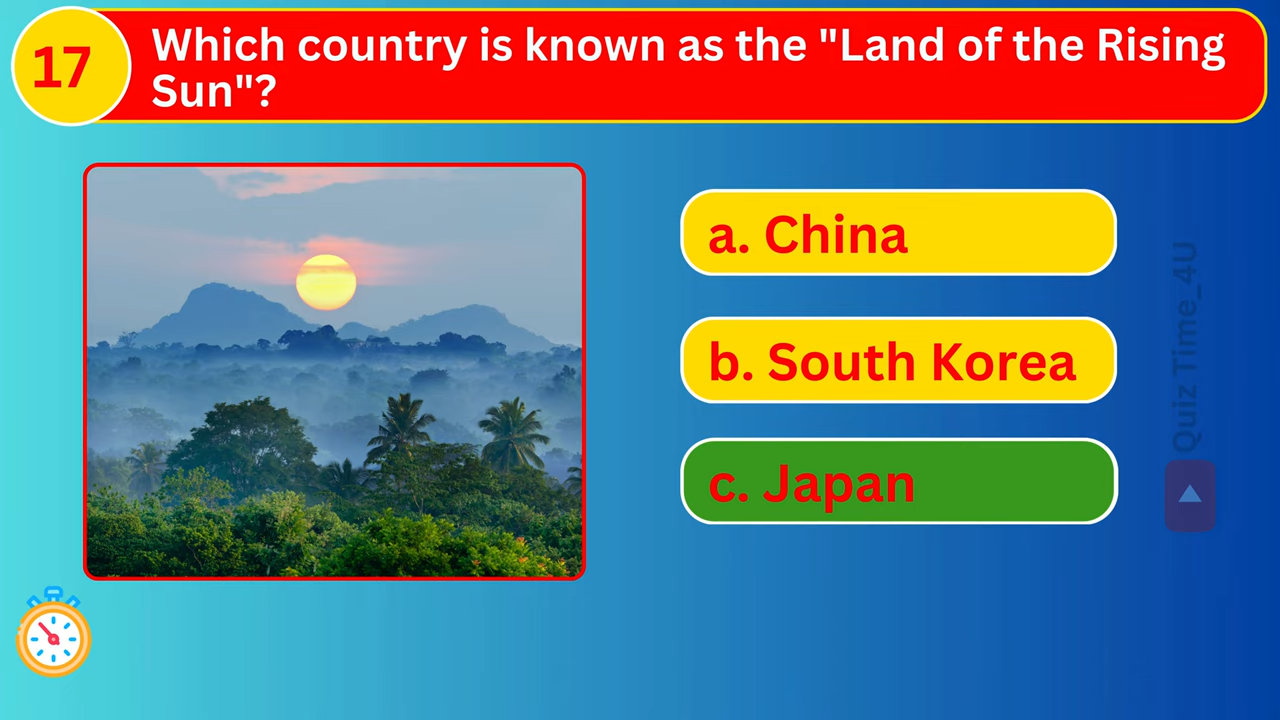 17
Which country is known as the "Land of the Rising
Sun"?
a. China
b. South Korea
c. Japan
Quiz Time_4U